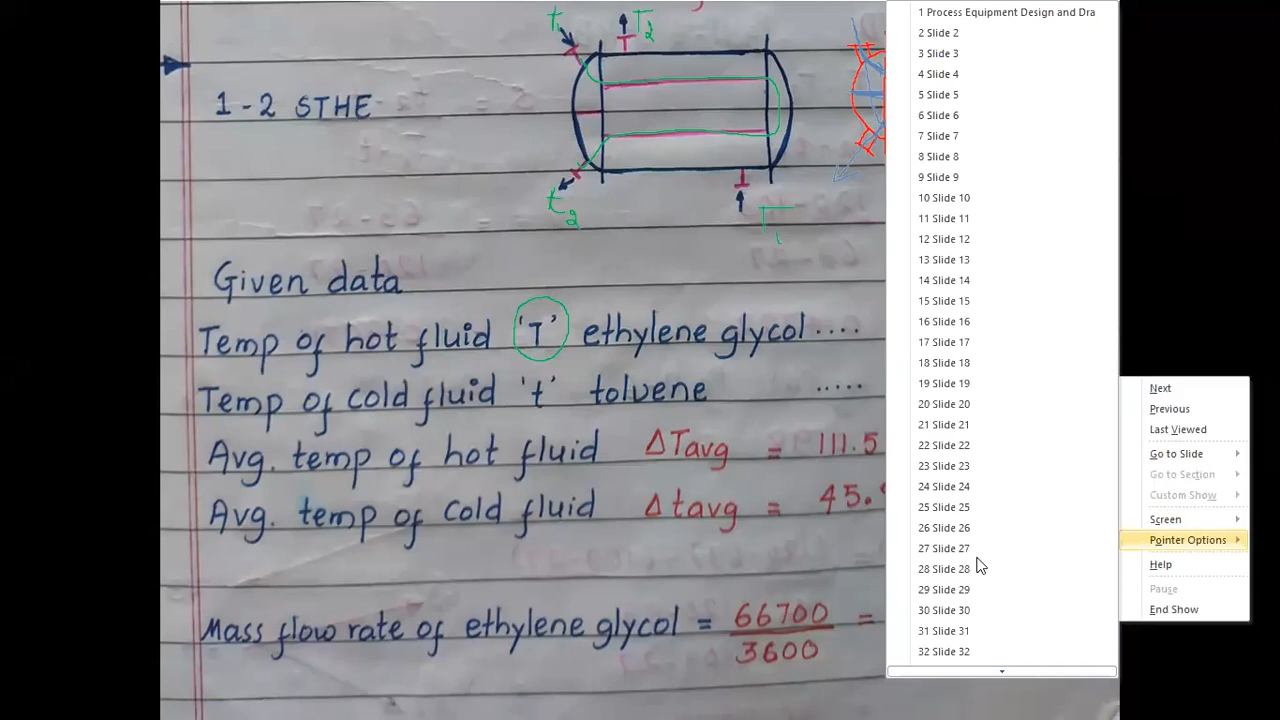 t1
T2
1-2 STHE
t2
T1
Given data
Temp of hot fluid 'T' ethylene glycol ....
Temp of cold fluid 't' toluene .....
Avg. temp of hot fluid ΔTavg = 111.5
Avg. temp of cold fluid Δtavg = 45.
Mass flow rate of ethylene glycol = 66700 =
3600
1 Process Equipment Design and Dra
2 Slide 2
3 Slide 3
4 Slide 4
5 Slide 5
6 Slide 6
7 Slide 7
8 Slide 8
9 Slide 9
10 Slide 10
11 Slide 11
12 Slide 12
13 Slide 13
14 Slide 14
15 Slide 15
16 Slide 16
17 Slide 17
18 Slide 18
19 Slide 19
20 Slide 20
21 Slide 21
22 Slide 22
23 Slide 23
24 Slide 24
25 Slide 25
26 Slide 26
27 Slide 27
28 Slide 28
29 Slide 29
30 Slide 30
31 Slide 31
32 Slide 32
Next
Previous
Last Viewed
Go to Slide
Go to Section
Custom Show
Screen
Pointer Options
Help
Pause
End Show